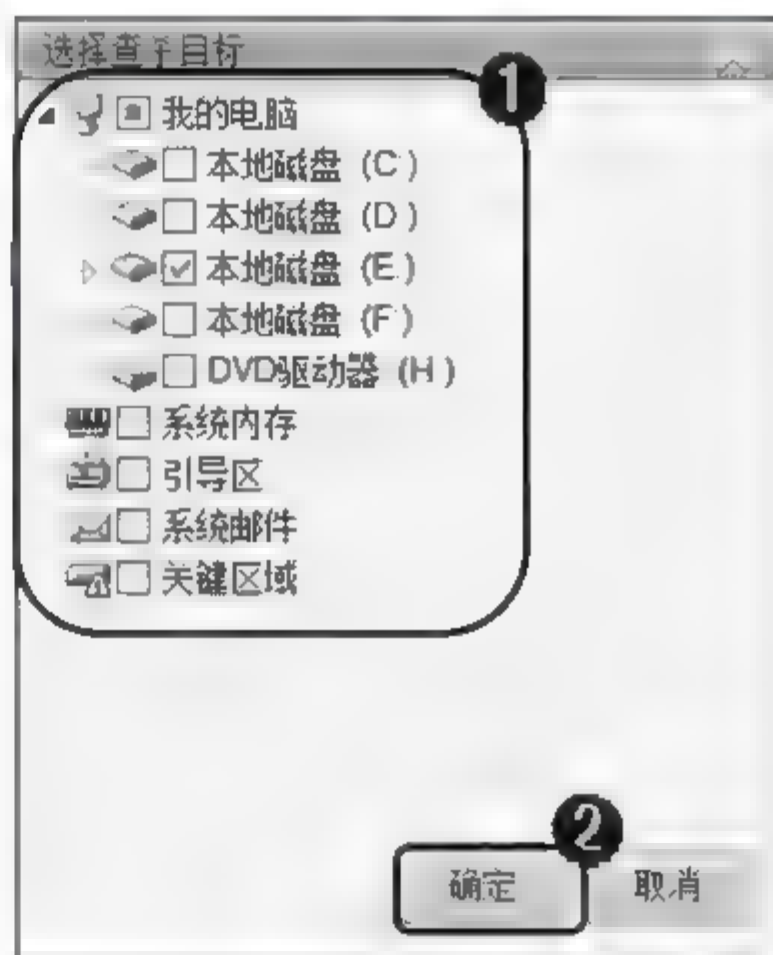 选择查杀目标
1
我的电脑
本地磁盘 (C:)
本地磁盘 (D:)
本地磁盘 (E:)
本地磁盘 (F:)
DVD驱动器 (H:)
系统内存
引导区
系统邮件
关键区域
2
确定
取消